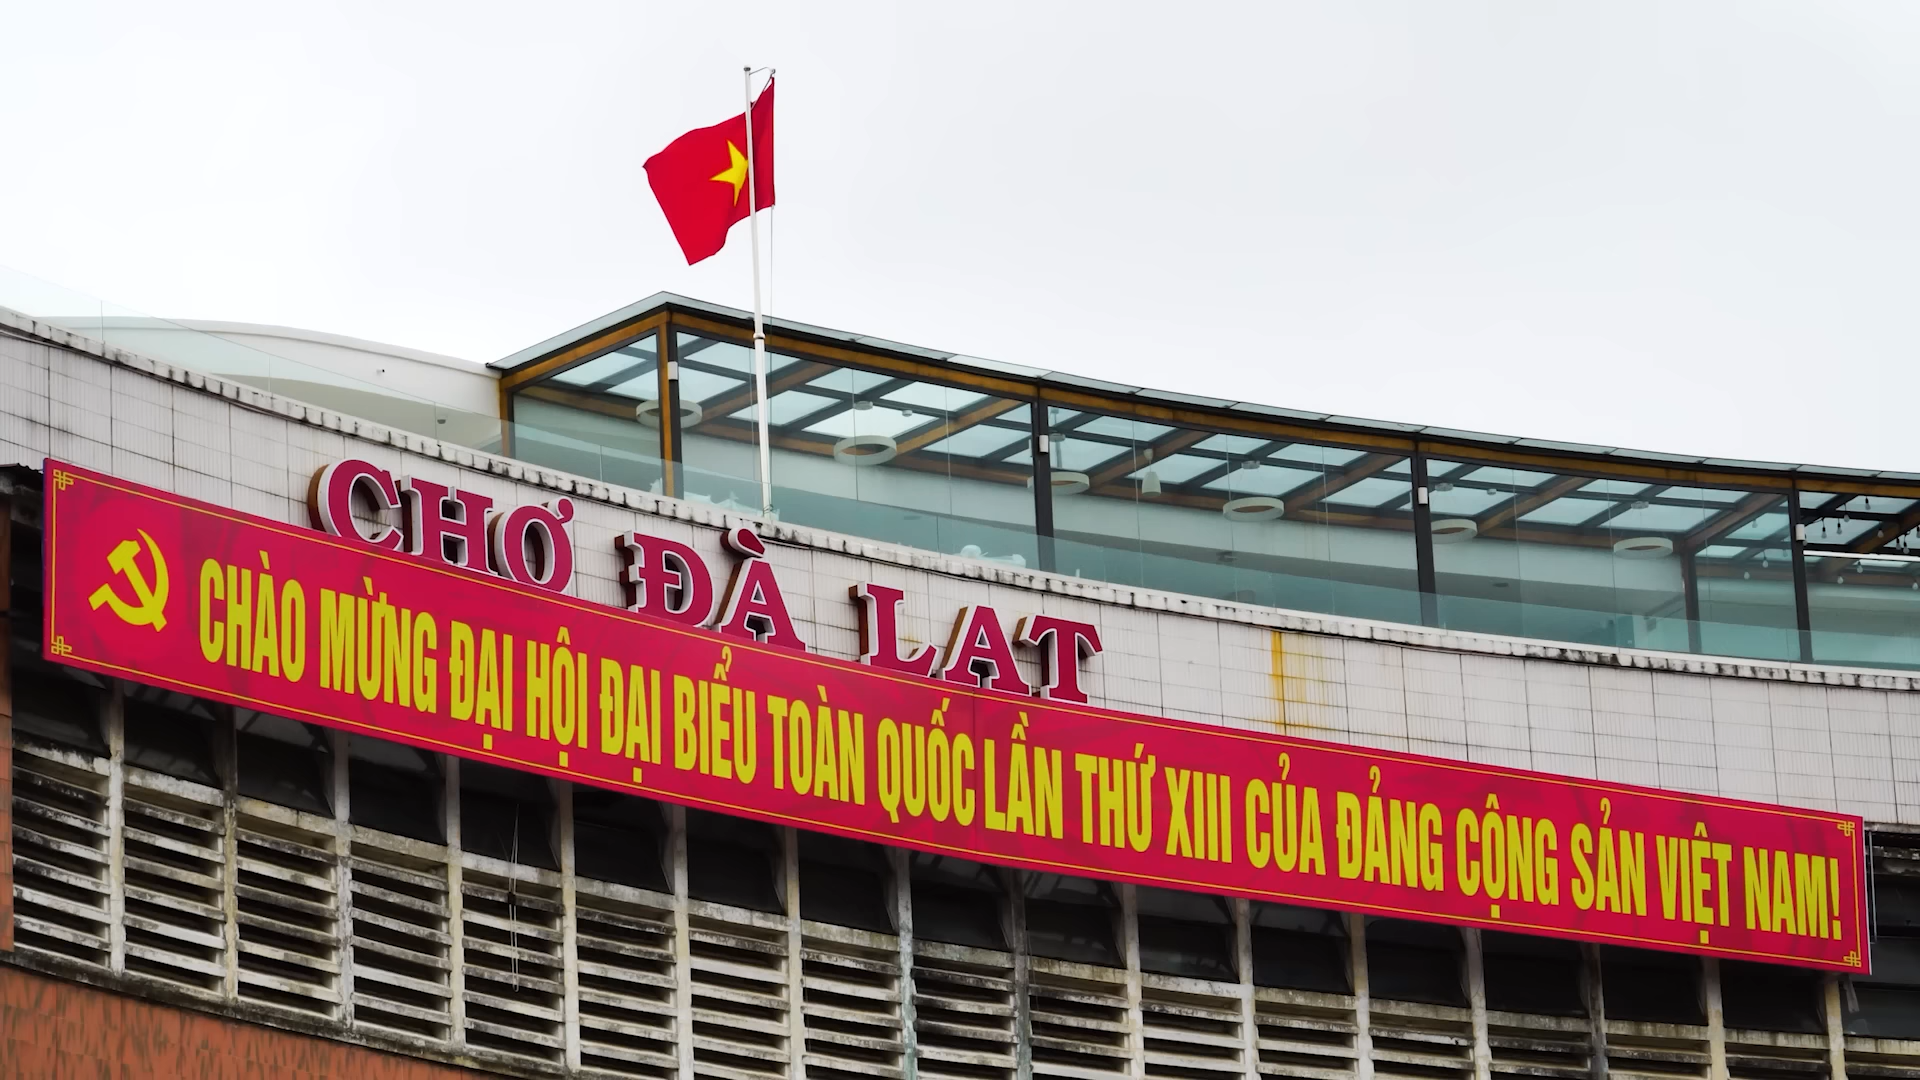 CHỢ ĐÀ LẠT
CHÀO MỪNG ĐẠI HỘI ĐẠI BIỂU TOÀN QUỐC LẦN THỨ XIII CỦA ĐẢNG CỘNG SẢN VIỆT NAM!